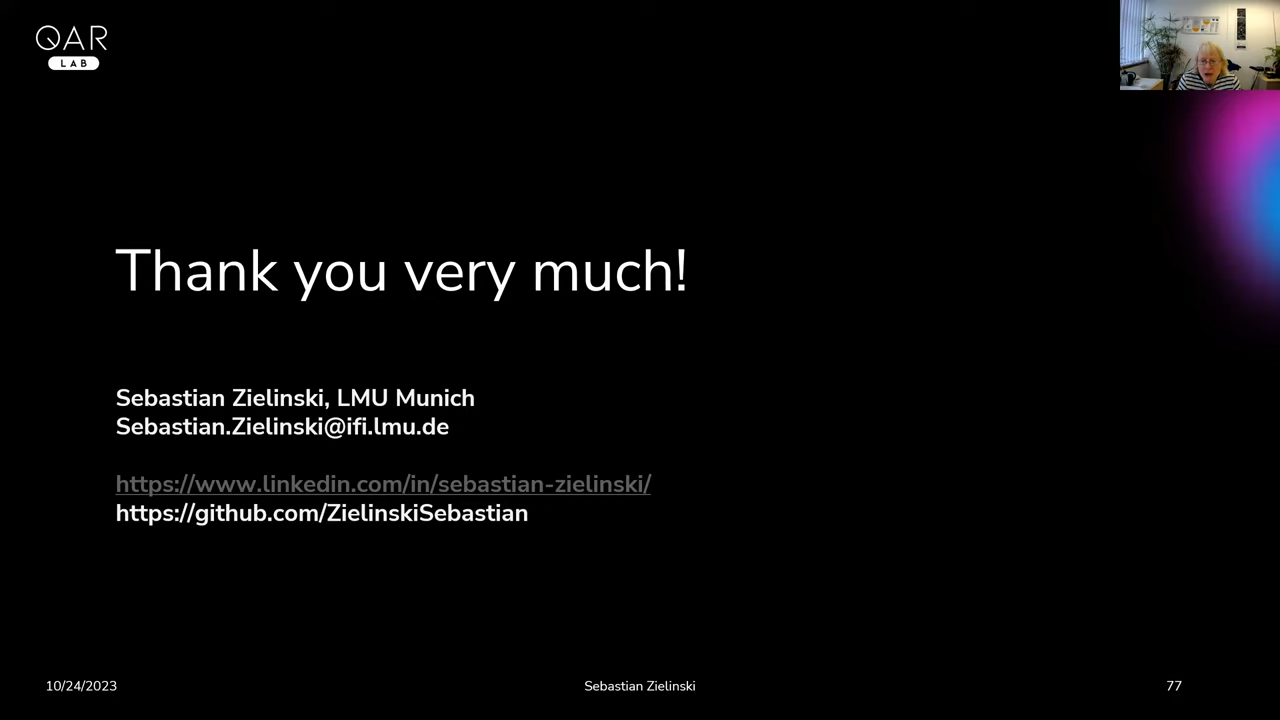 QAR
LAB
Thank you very much!
Sebastian Zielinski, LMU Munich
Sebastian.Zielinski@ifi.lmu.de
https://www.linkedin.com/in/sebastian-zielinski/
https://github.com/ZielinskiSebastian
10/24/2023
Sebastian Zielinski
77